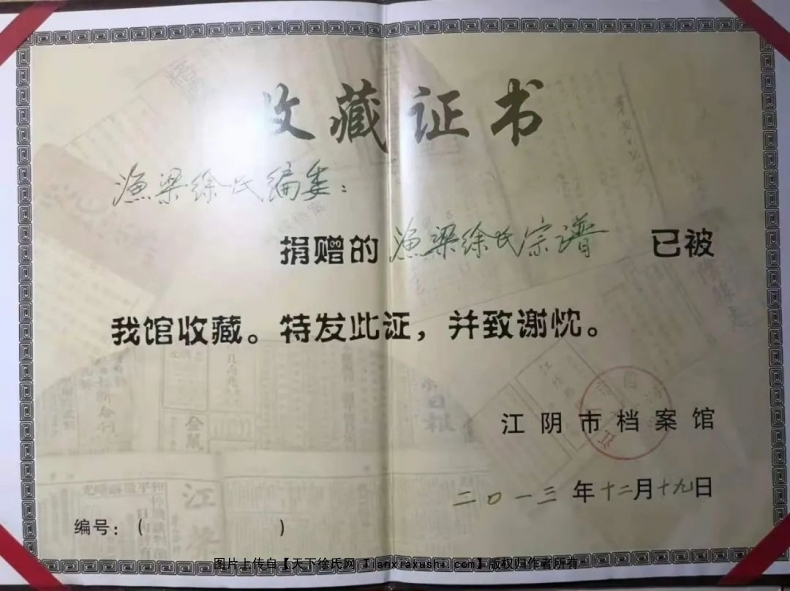 收藏证书
渔梁徐氏编委：
捐赠的 渔梁徐氏宗谱 已被
我馆收藏。特发此证，并致谢忱。
江阴市档案馆
二〇一三年十二月十九日
编号：( )
图片上传自【天下徐氏网 Tianxiaxushi.com】版权归作者所有